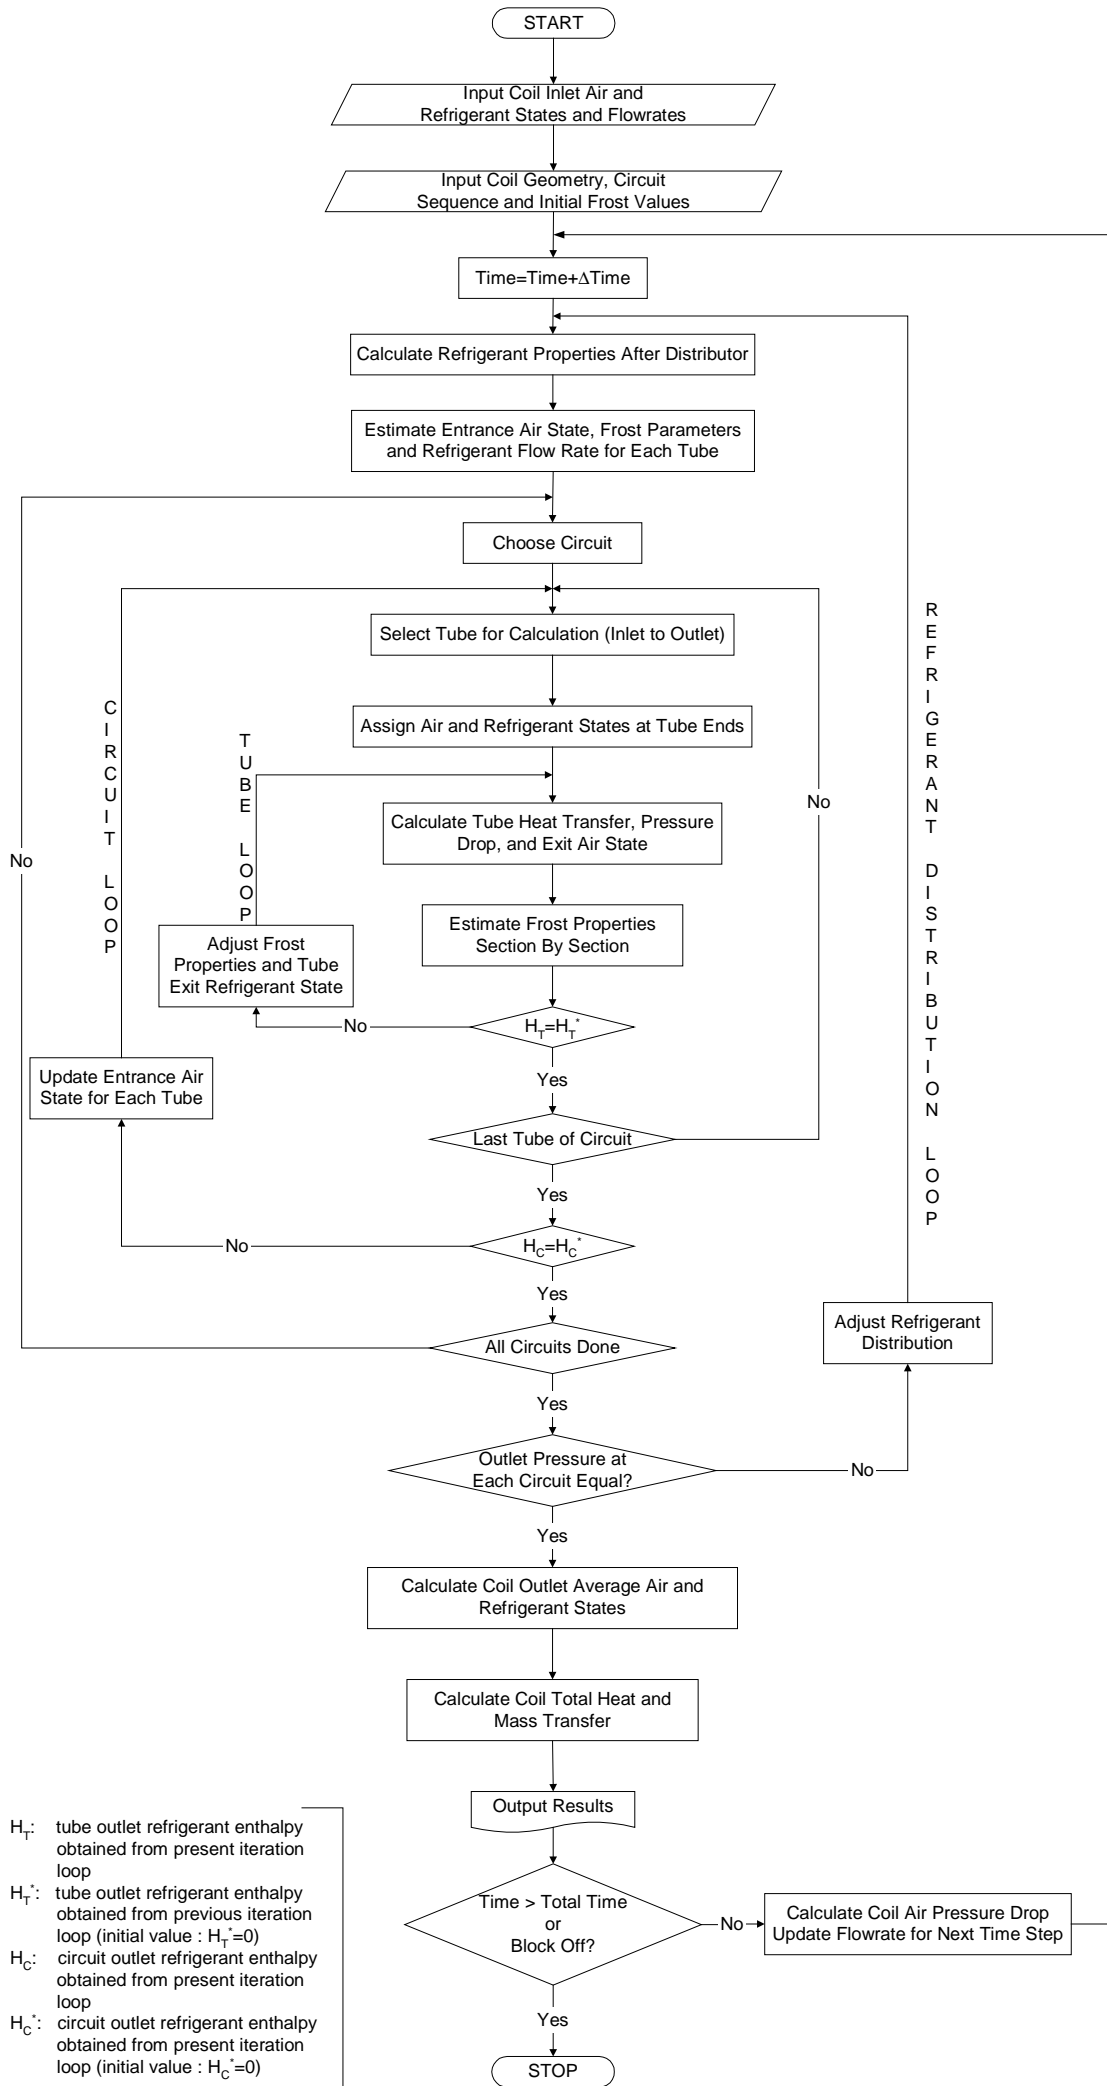 START
Input Coil Inlet Air and
Refrigerant States and Flowrates
Input Coil Geometry, Circuit
Sequence and Initial Frost Values
Time=Time+ΔTime
Calculate Refrigerant Properties After Distributor
Estimate Entrance Air State, Frost Parameters
and Refrigerant Flow Rate for Each Tube
Choose Circuit
Select Tube for Calculation (Inlet to Outlet)
Assign Air and Refrigerant States at Tube Ends
CIRCUIT LOOP
TUBE LOOP
REFRIGERANT DISTRIBUTION LOOP
No
No
Calculate Tube Heat Transfer, Pressure
Drop, and Exit Air State
Estimate Frost Properties
Section By Section
Adjust Frost
Properties and Tube
Exit Refrigerant State
No
H_T=H_T^*
Yes
Update Entrance Air
State for Each Tube
Last Tube of Circuit
Yes
No
H_C=H_C^*
Yes
All Circuits Done
Adjust Refrigerant
Distribution
Yes
Outlet Pressure at
Each Circuit Equal?
No
Yes
Calculate Coil Outlet Average Air and
Refrigerant States
Calculate Coil Total Heat and
Mass Transfer
Output Results
Time > Total Time
or
Block Off?
No
Calculate Coil Air Pressure Drop
Update Flowrate for Next Time Step
Yes
STOP
H_T: tube outlet refrigerant enthalpy
obtained from present iteration
loop
H_T^*: tube outlet refrigerant enthalpy
obtained from previous iteration
loop (initial value : H_T^*=0)
H_C: circuit outlet refrigerant enthalpy
obtained from present iteration
loop
H_C^*: circuit outlet refrigerant enthalpy
obtained from present iteration
loop (initial value : H_C^*=0)